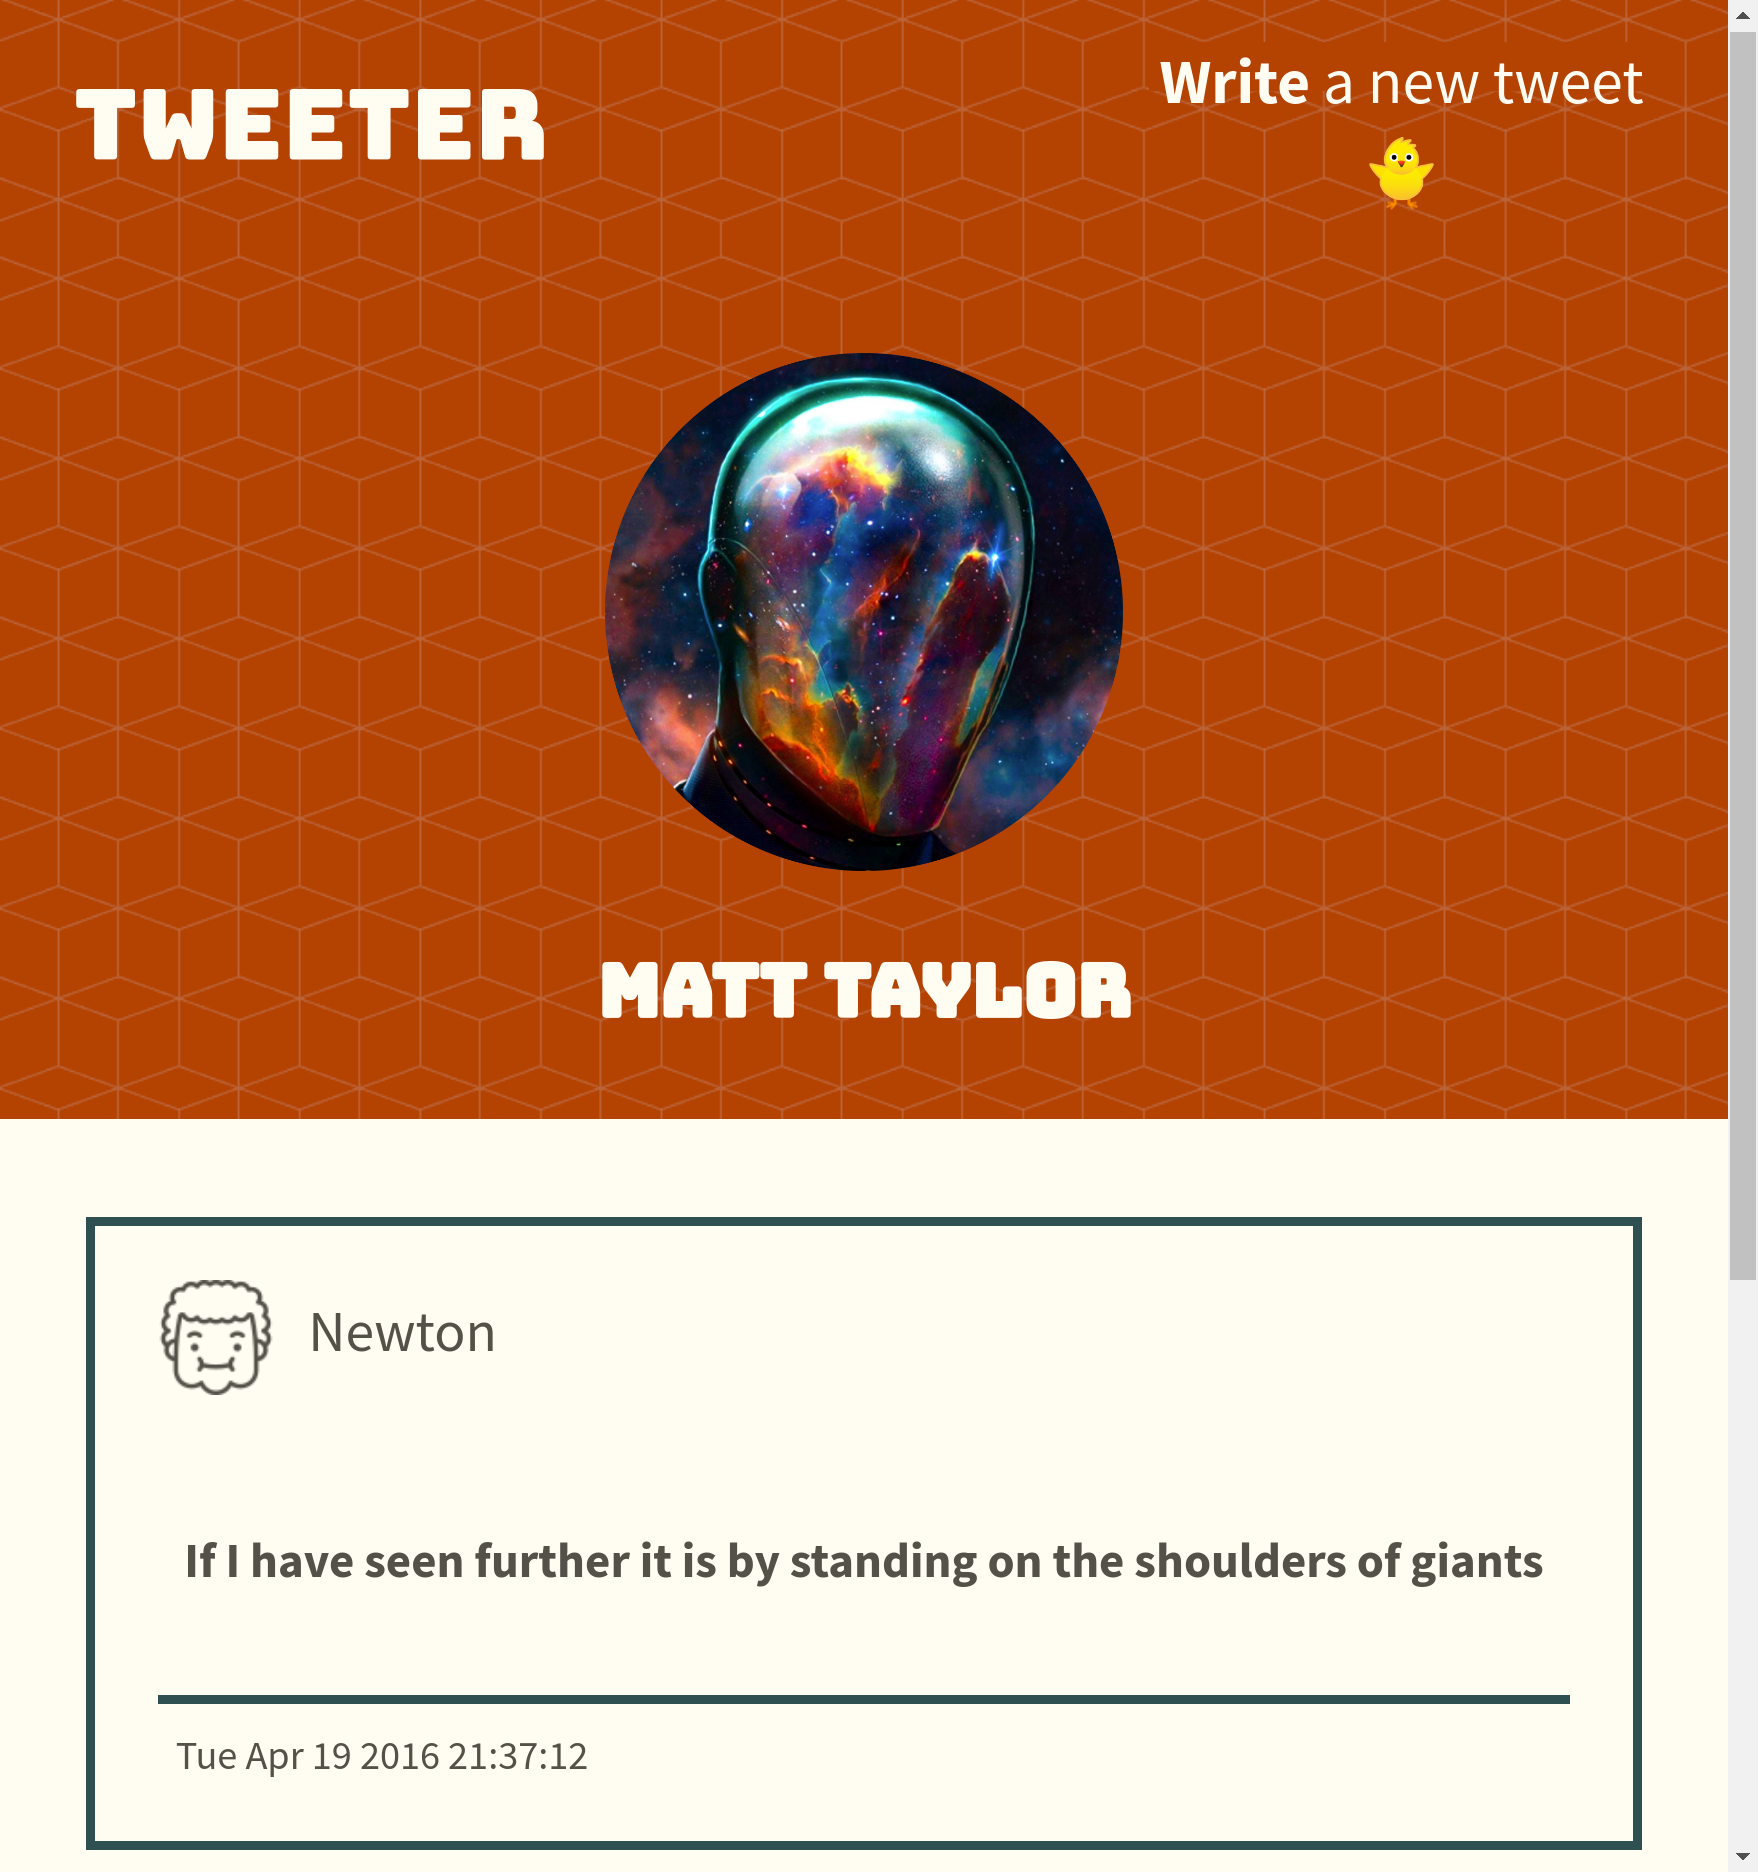 TWEETER
Write a new tweet
MATT TAYLOR
Newton
If I have seen further it is by standing on the shoulders of giants
Tue Apr 19 2016 21:37:12